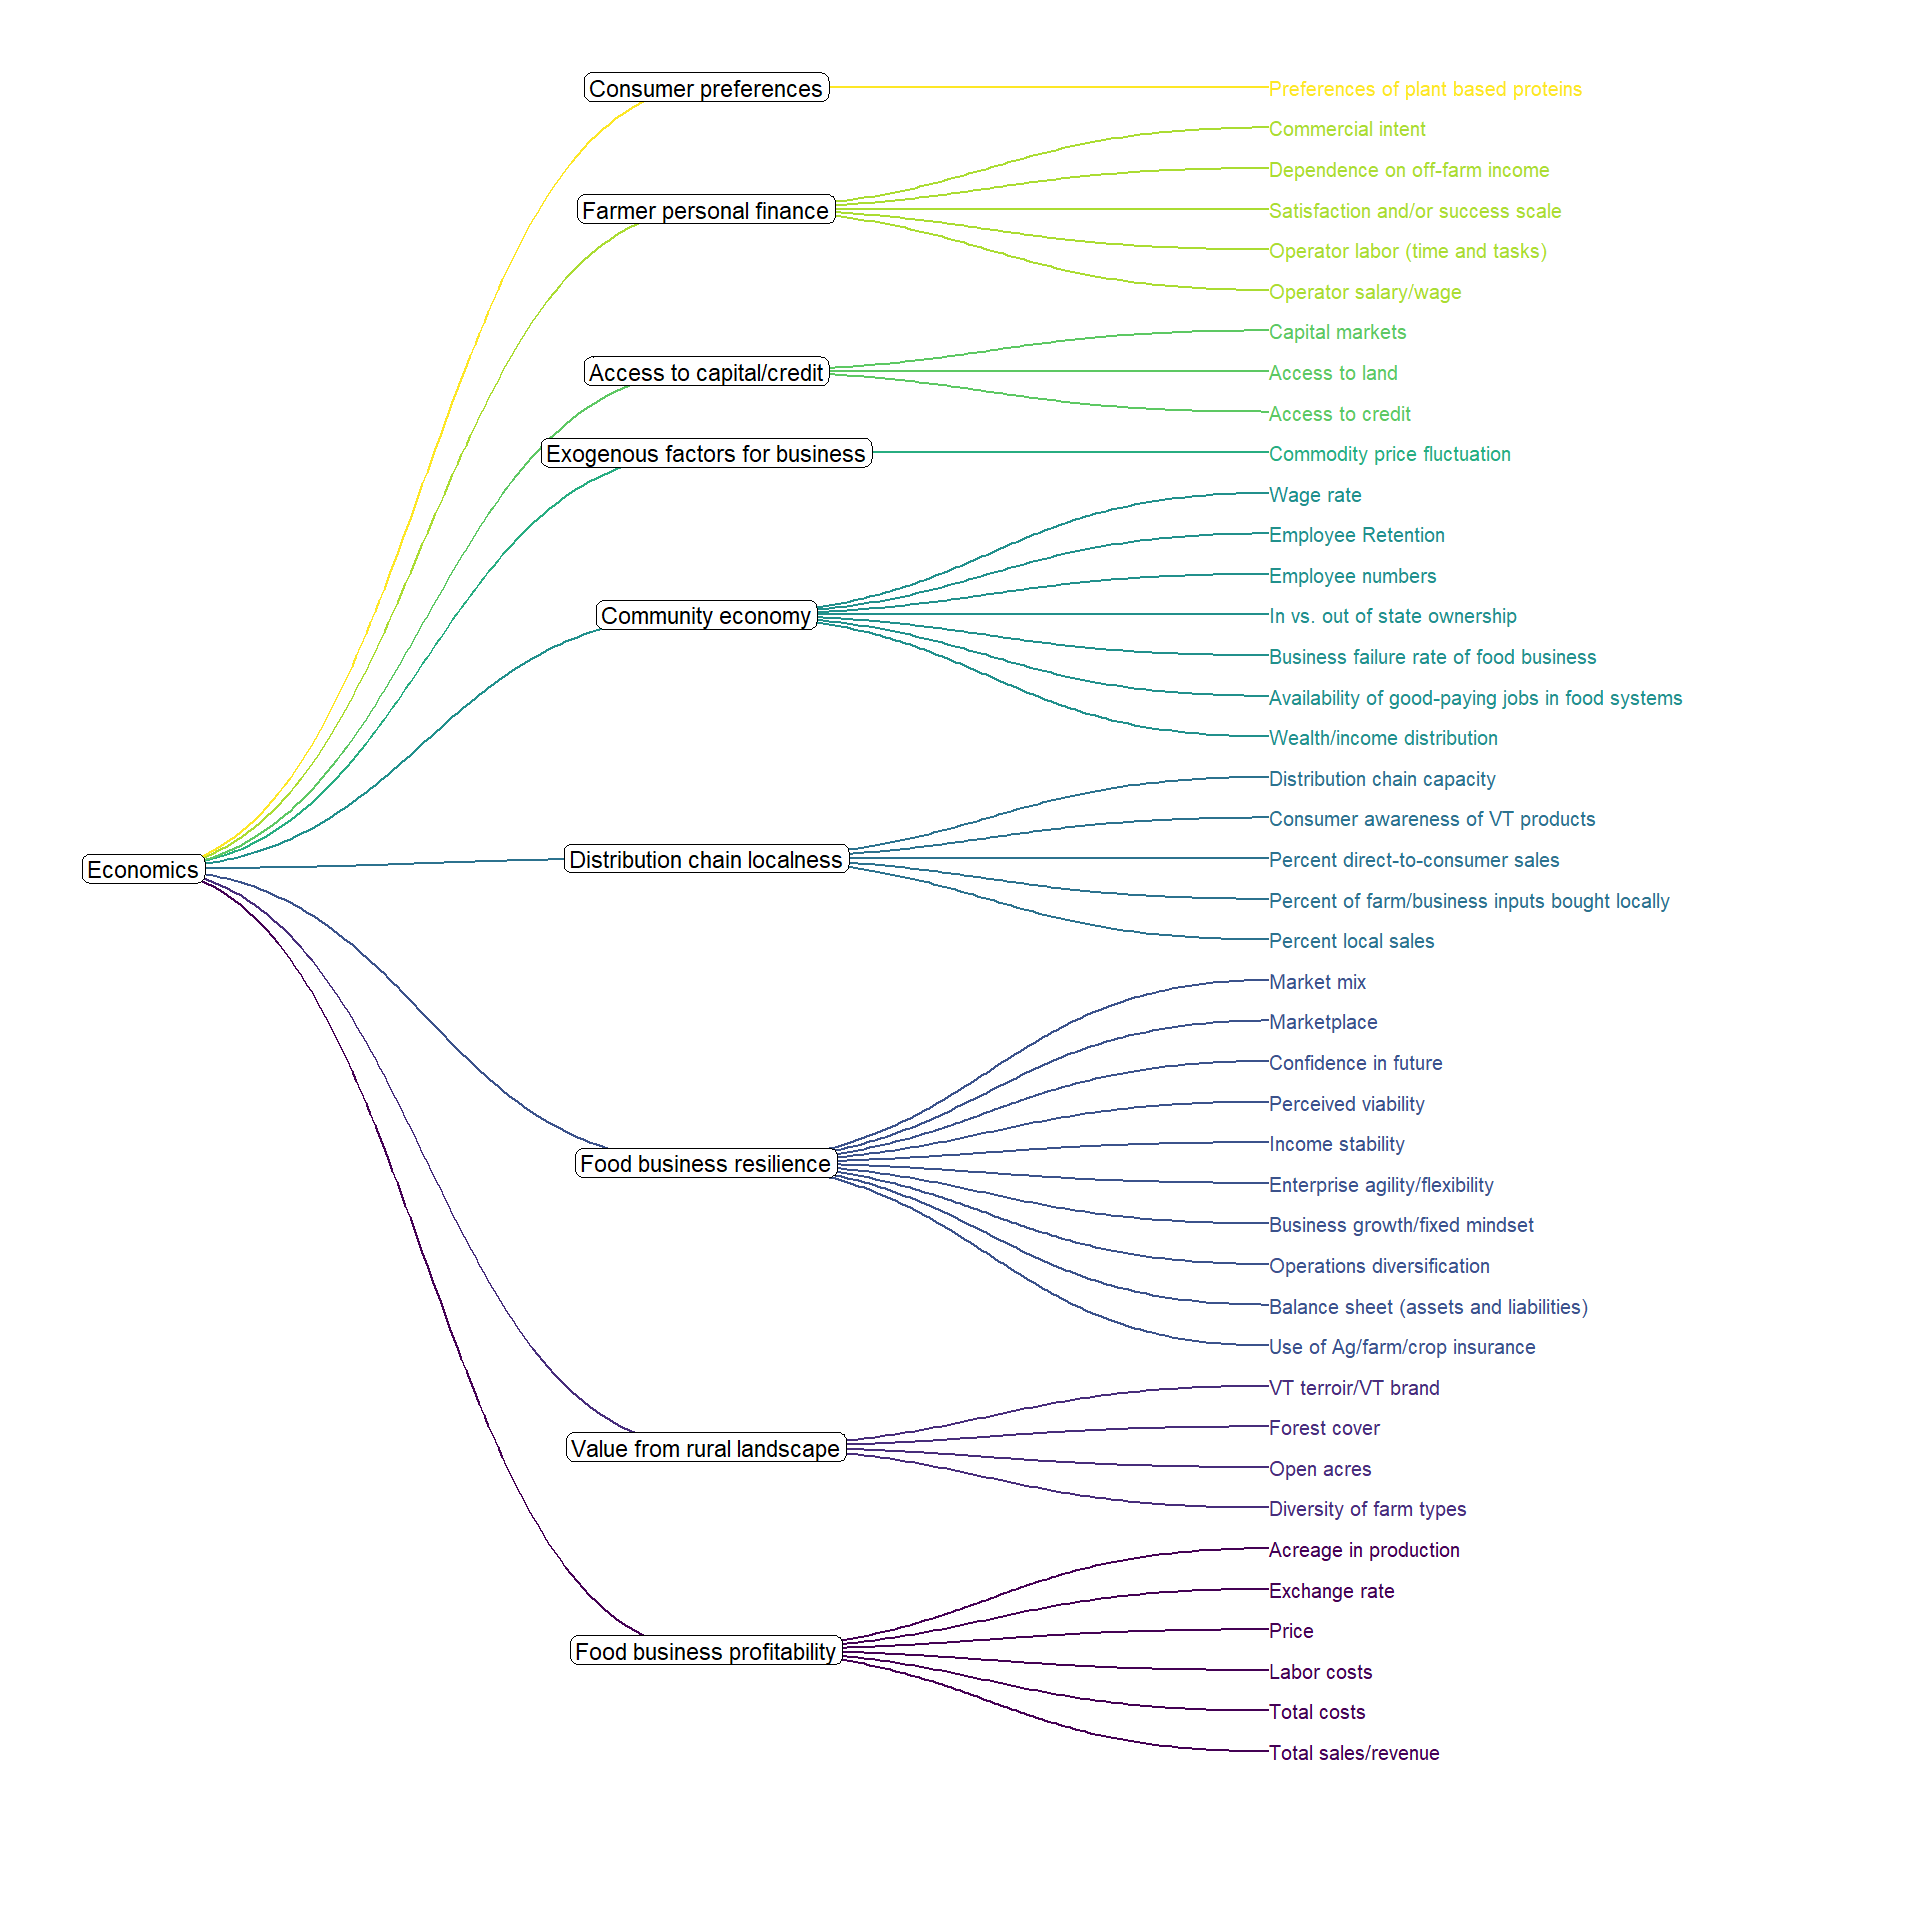 Economics
Consumer preferences
Preferences of plant based proteins
Farmer personal finance
Commercial intent
Dependence on off-farm income
Satisfaction and/or success scale
Operator labor (time and tasks)
Operator salary/wage
Access to capital/credit
Capital markets
Access to land
Access to credit
Exogenous factors for business
Commodity price fluctuation
Community economy
Wage rate
Employee Retention
Employee numbers
In vs. out of state ownership
Business failure rate of food business
Availability of good-paying jobs in food systems
Wealth/income distribution
Distribution chain localness
Distribution chain capacity
Consumer awareness of VT products
Percent direct-to-consumer sales
Percent of farm/business inputs bought locally
Percent local sales
Food business resilience
Market mix
Marketplace
Confidence in future
Perceived viability
Income stability
Enterprise agility/flexibility
Business growth/fixed mindset
Operations diversification
Balance sheet (assets and liabilities)
Use of Ag/farm/crop insurance
Value from rural landscape
VT terroir/VT brand
Forest cover
Open acres
Diversity of farm types
Food business profitability
Acreage in production
Exchange rate
Price
Labor costs
Total costs
Total sales/revenue